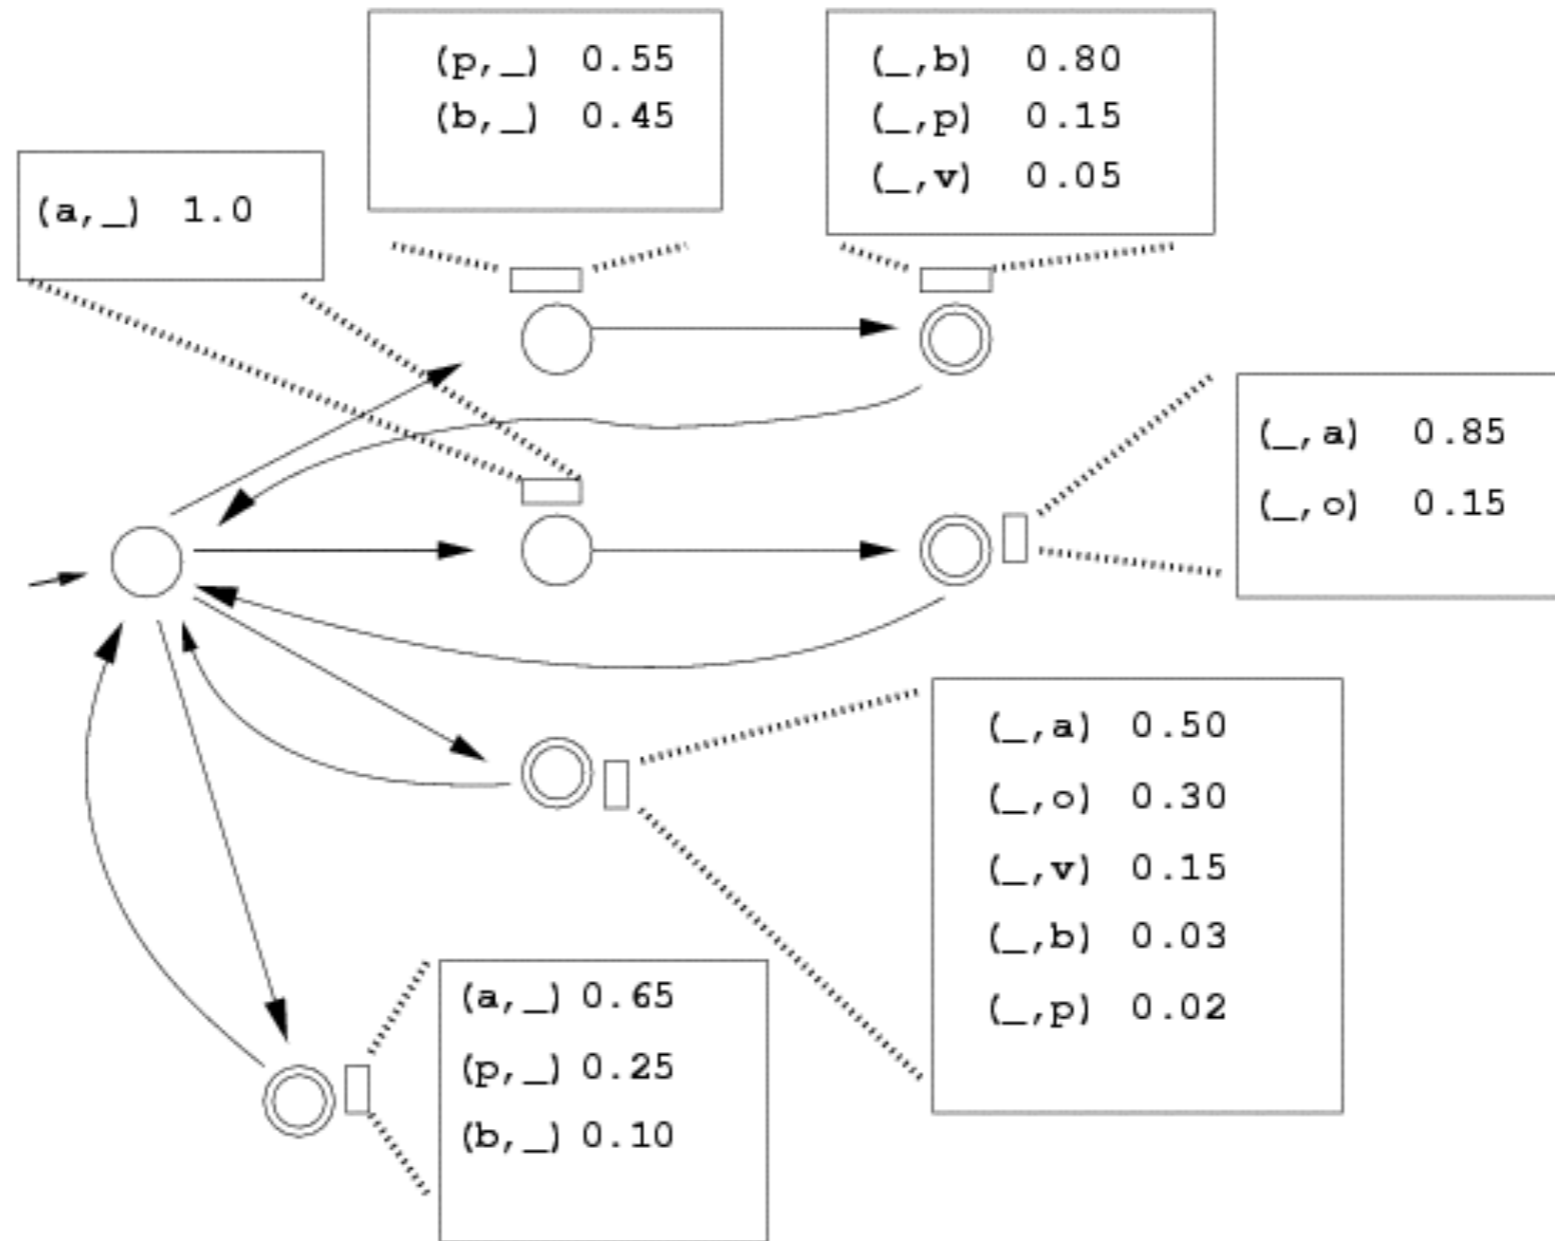 (p,_) 0.55
(b,_) 0.45
(_,b) 0.80
(_,p) 0.15
(_,v) 0.05
(a,_) 1.0
(_,a) 0.85
(_,o) 0.15
(_,a) 0.50
(_,o) 0.30
(_,v) 0.15
(_,b) 0.03
(_,p) 0.02
(a,_) 0.65
(p,_) 0.25
(b,_) 0.10